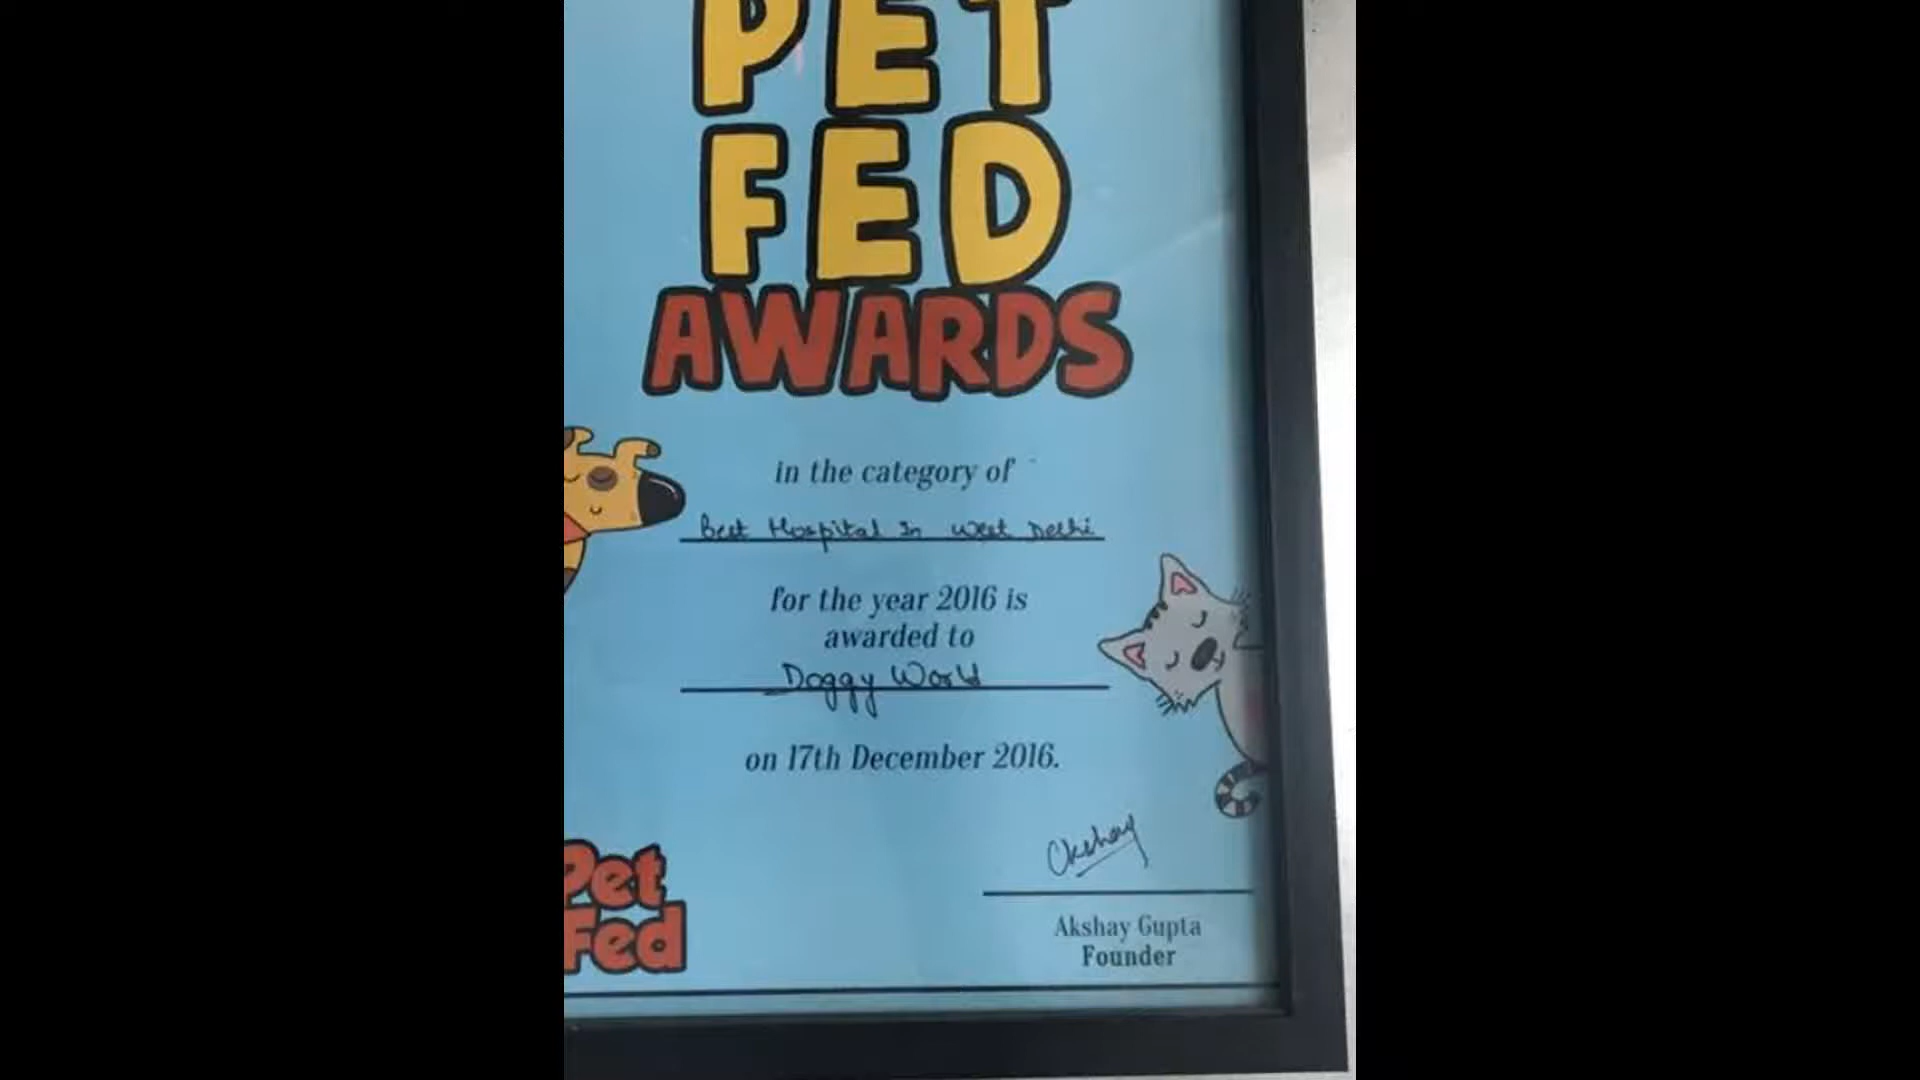 PET
FED
AWARDS
in the category of
Best Hospital In West Delhi
for the year 2016 is
awarded to
Doggy World
on 17th December 2016.
Akshay
Akshay Gupta
Founder
Pet
Fed